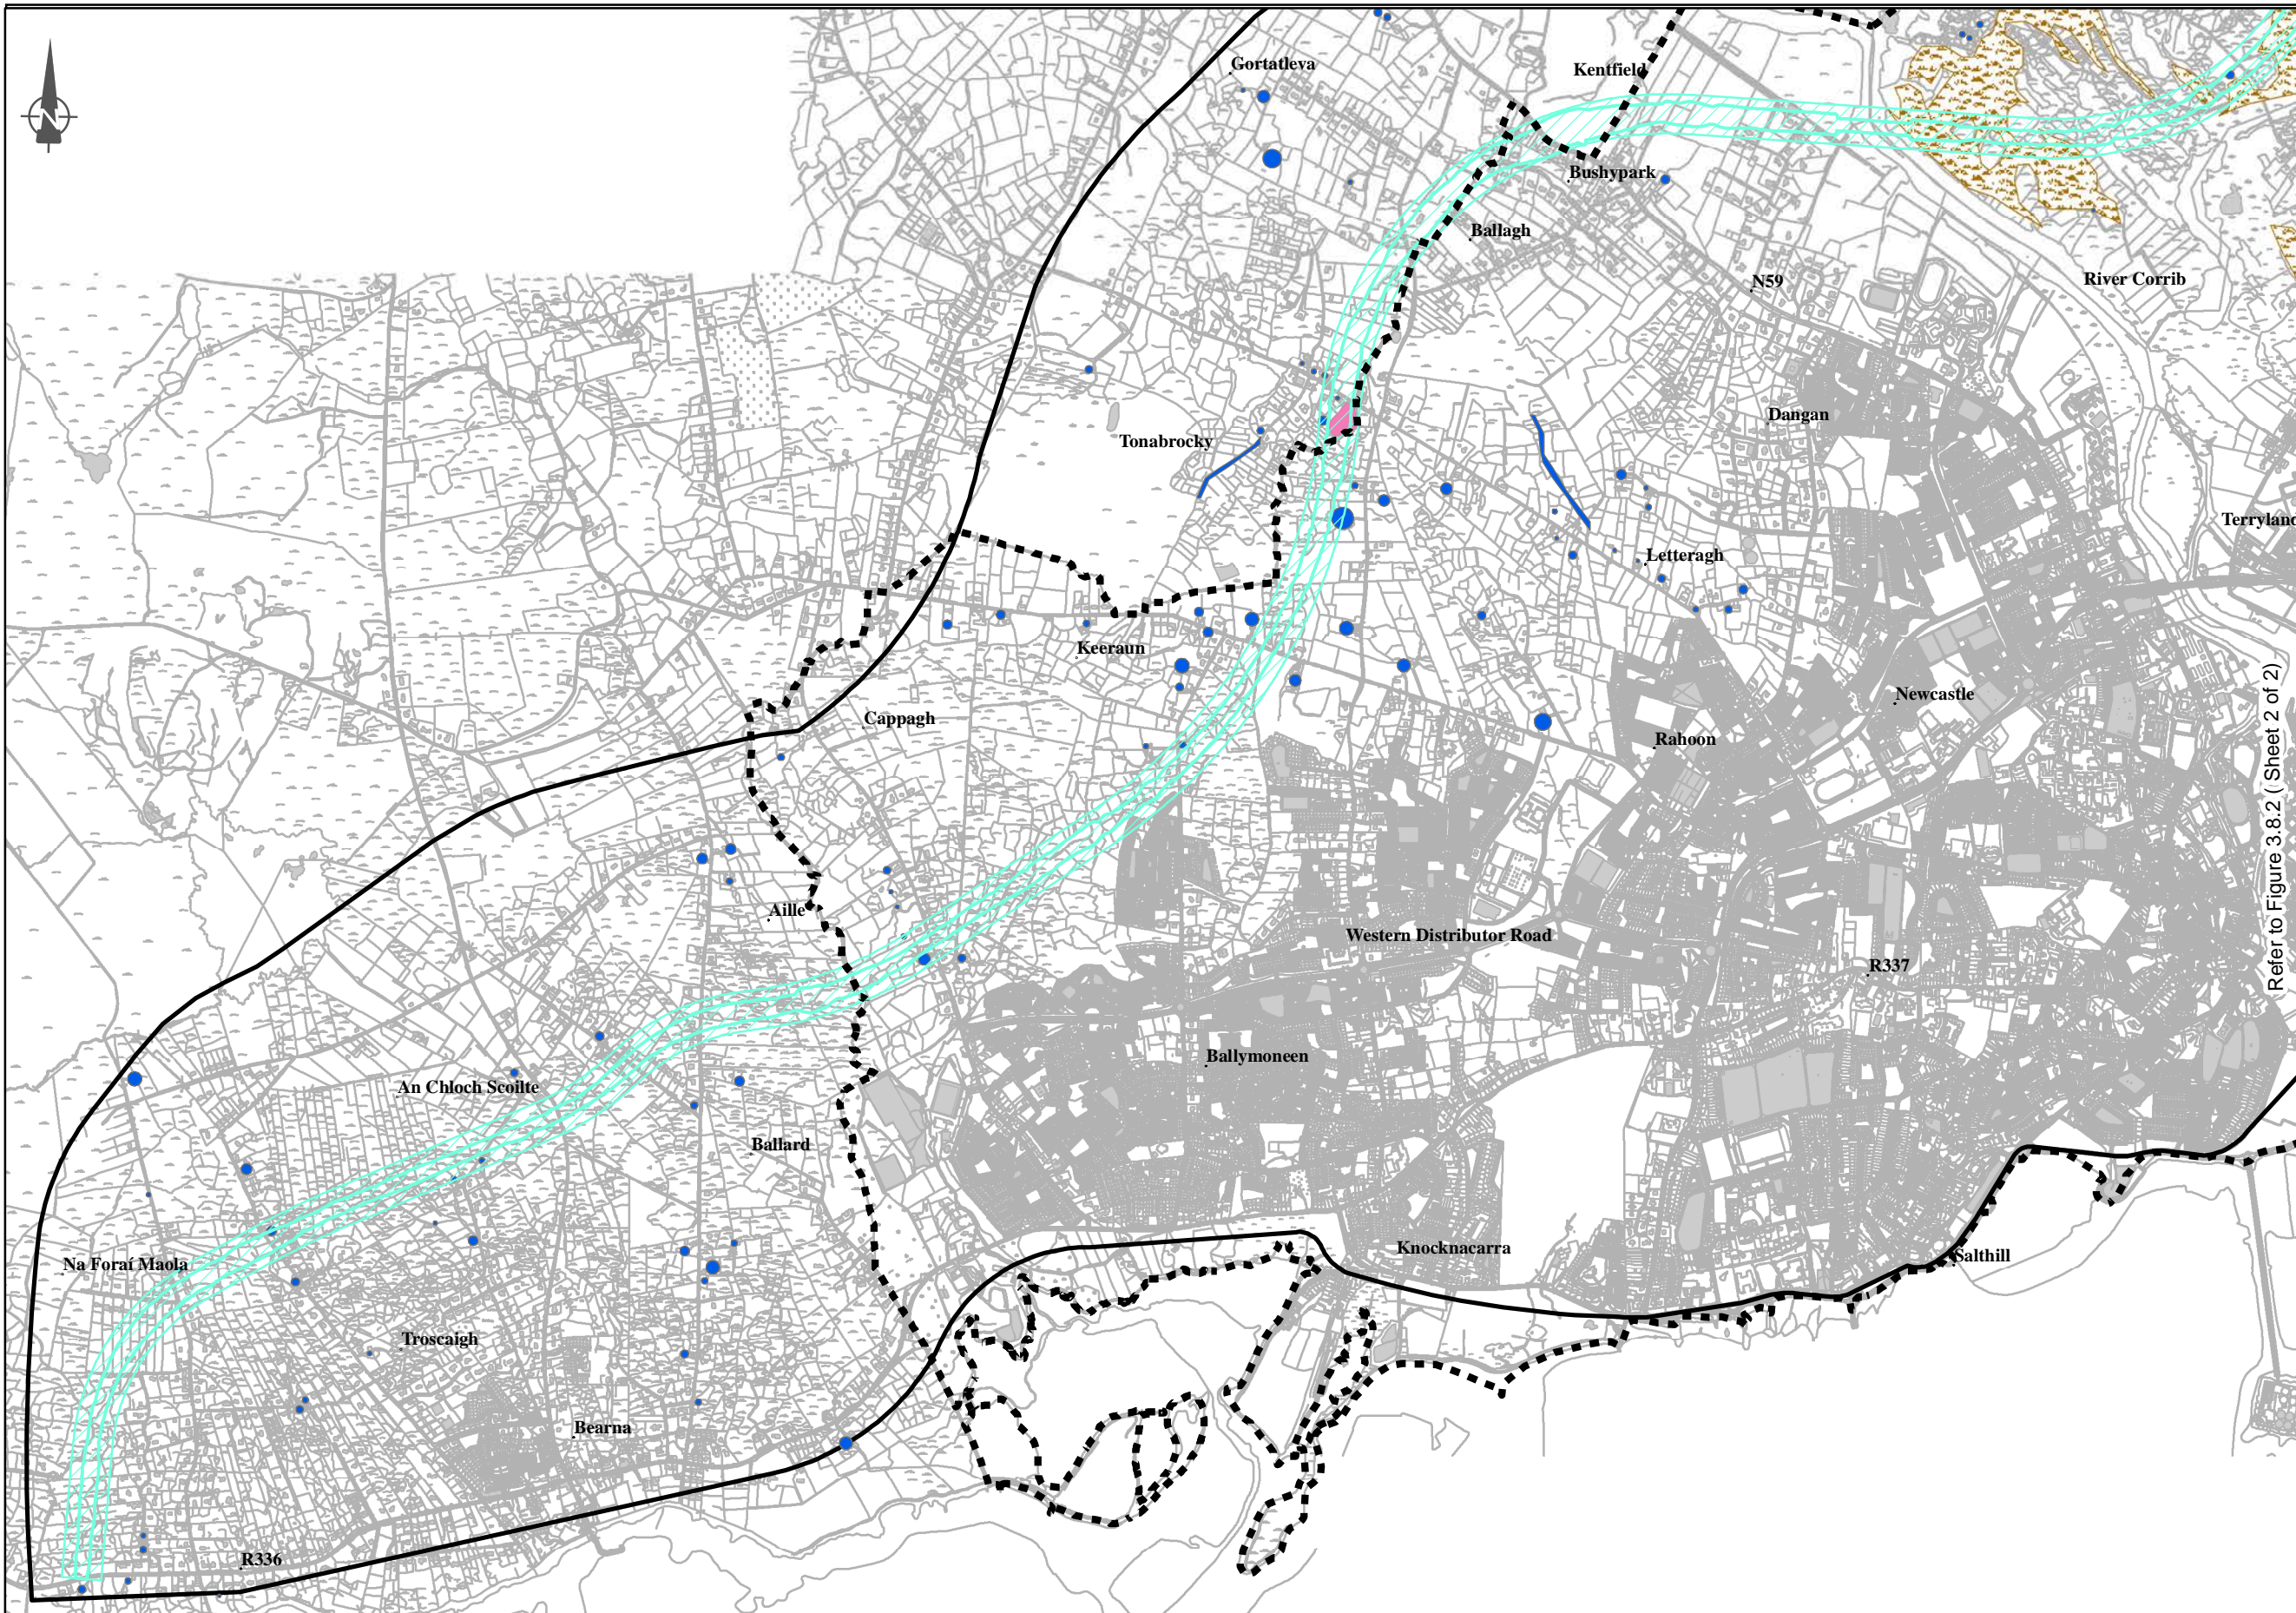 N
Gortatleva
Kentfield
Bushypark
Ballagh
N59
River Corrib
Dangan
Tonabrocky
Terryland
Letteragh
Keeraun
Newcastle
Cappagh
Rahoon
Refer to Figure 3.8.2 ( Sheet 2 of 2)
Aille
Western Distributor Road
R337
Ballymoneen
An Chloch Scoilte
Ballard
Knocknacarra
Salthill
Na Foraí Maola
Troscaigh
Bearna
R336